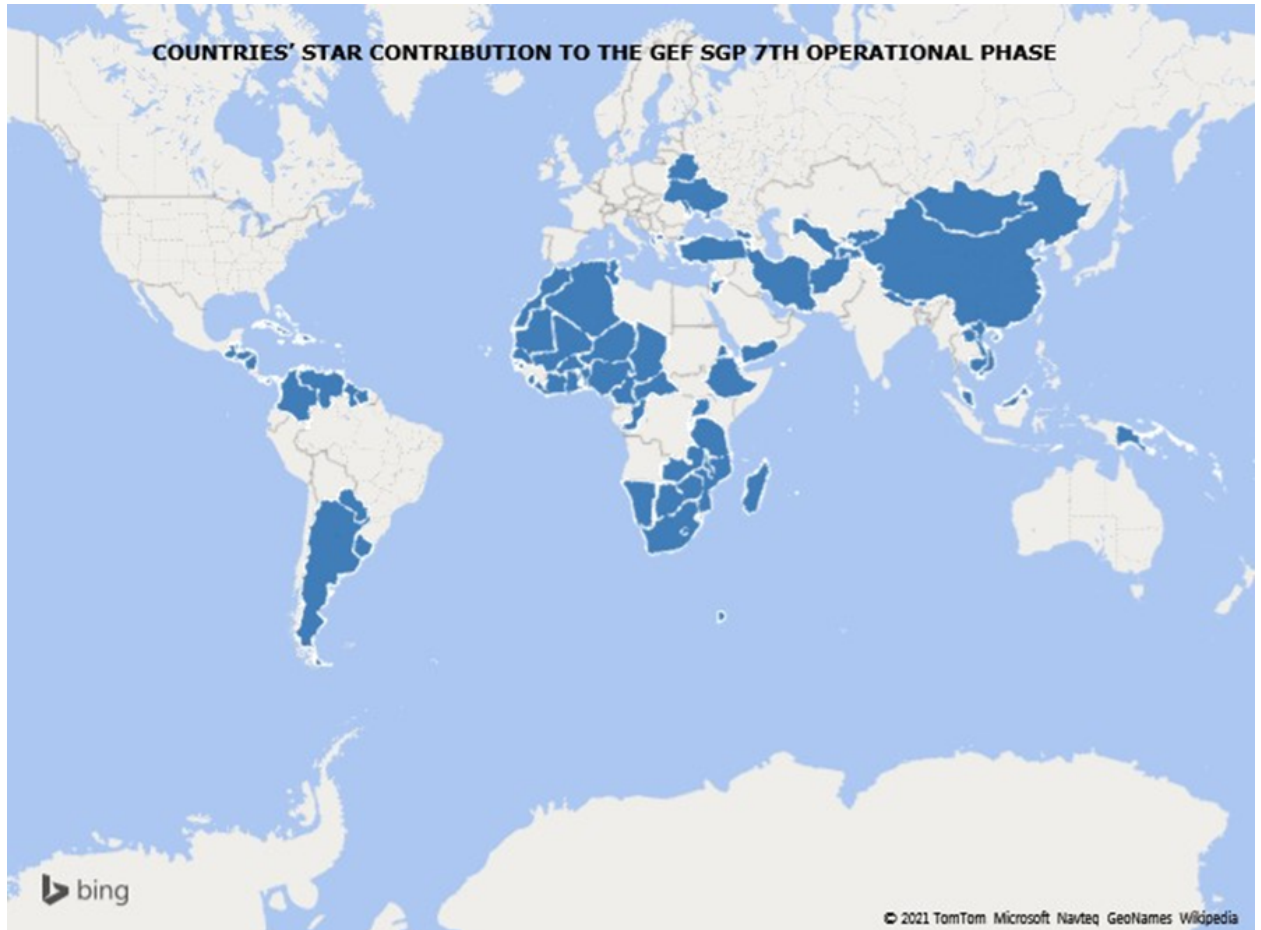 COUNTRIES’ STAR CONTRIBUTION TO THE GEF SGP 7TH OPERATIONAL PHASE
bing
© 2021 TomTom Microsoft Navteq GeoNames Wikipedia